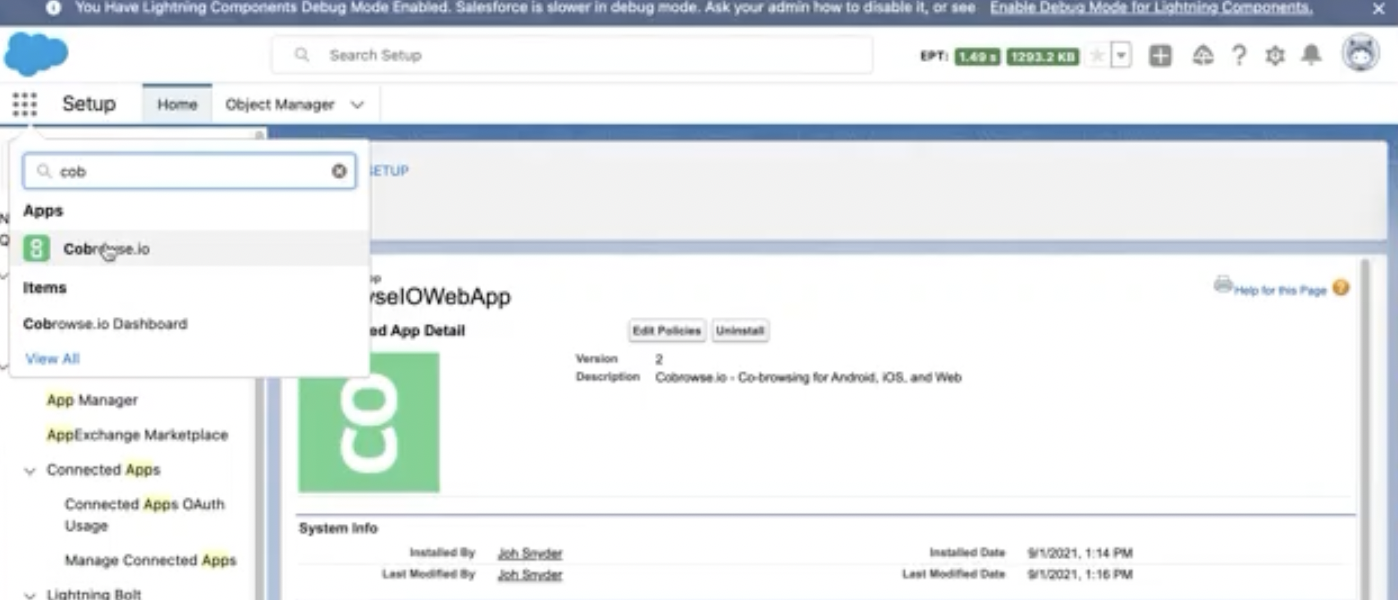 You Have Lightning Components Debug Mode Enabled. Salesforce is slower in debug mode. Ask your admin how to disable it, or see Enable Debug Mode for Lightning Components.
Search Setup
EPT: 1.49 s 1293.2 KB
Setup Home Object Manager
cob
SETUP
Apps
Cobrowse.io
Items
Cobrowse.io Dashboard
View All
App Manager
AppExchange Marketplace
Connected Apps
Connected Apps OAuth
Usage
Manage Connected Apps
Lightning Bolt
vseIOWebApp
Help for this Page
ed App Detail
Edit Policies Uninstall
Version 2
Description Cobrowse.io - Co-browsing for Android, iOS, and Web
CO
System Info
Installed By Joh Snyder Installed Date 9/1/2021, 1:14 PM
Last Modified By Joh Snyder Last Modified Date 9/1/2021, 1:16 PM